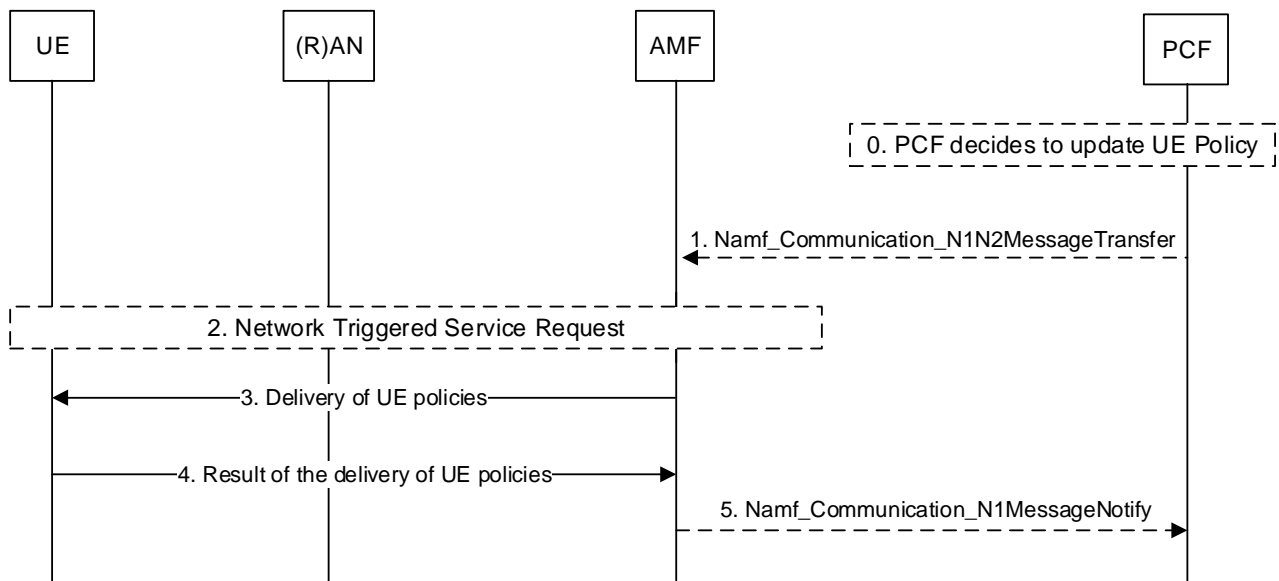 UE
(R)AN
AMF
PCF
0. PCF decides to update UE Policy
1. Namf_Communication_N1N2MessageTransfer
2. Network Triggered Service Request
3. Delivery of UE policies
4. Result of the delivery of UE policies
5. Namf_Communication_N1MessageNotify